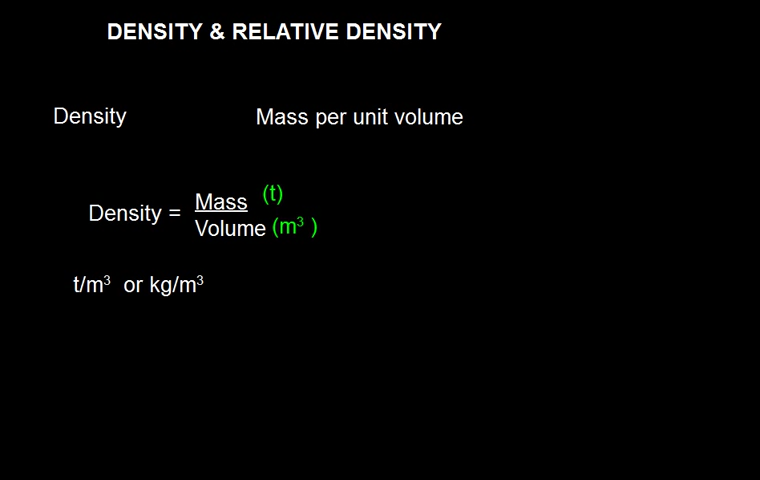 DENSITY & RELATIVE DENSITY
Density Mass per unit volume
Density = Mass (t)
Volume (m³ )
t/m³ or kg/m³